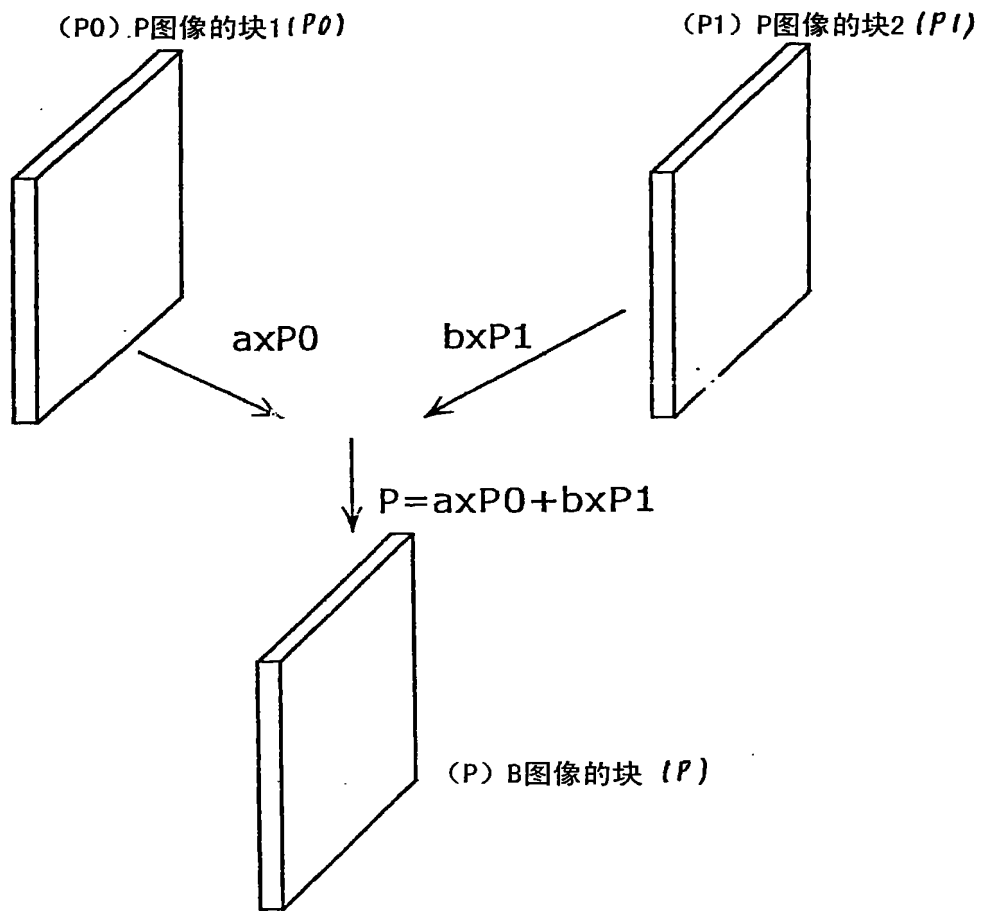 （P0）.P图像的块1(P0)
（P1）P图像的块2(P1)
axP0
bxP1
P=axP0+bxP1
（P）B图像的块 (P)